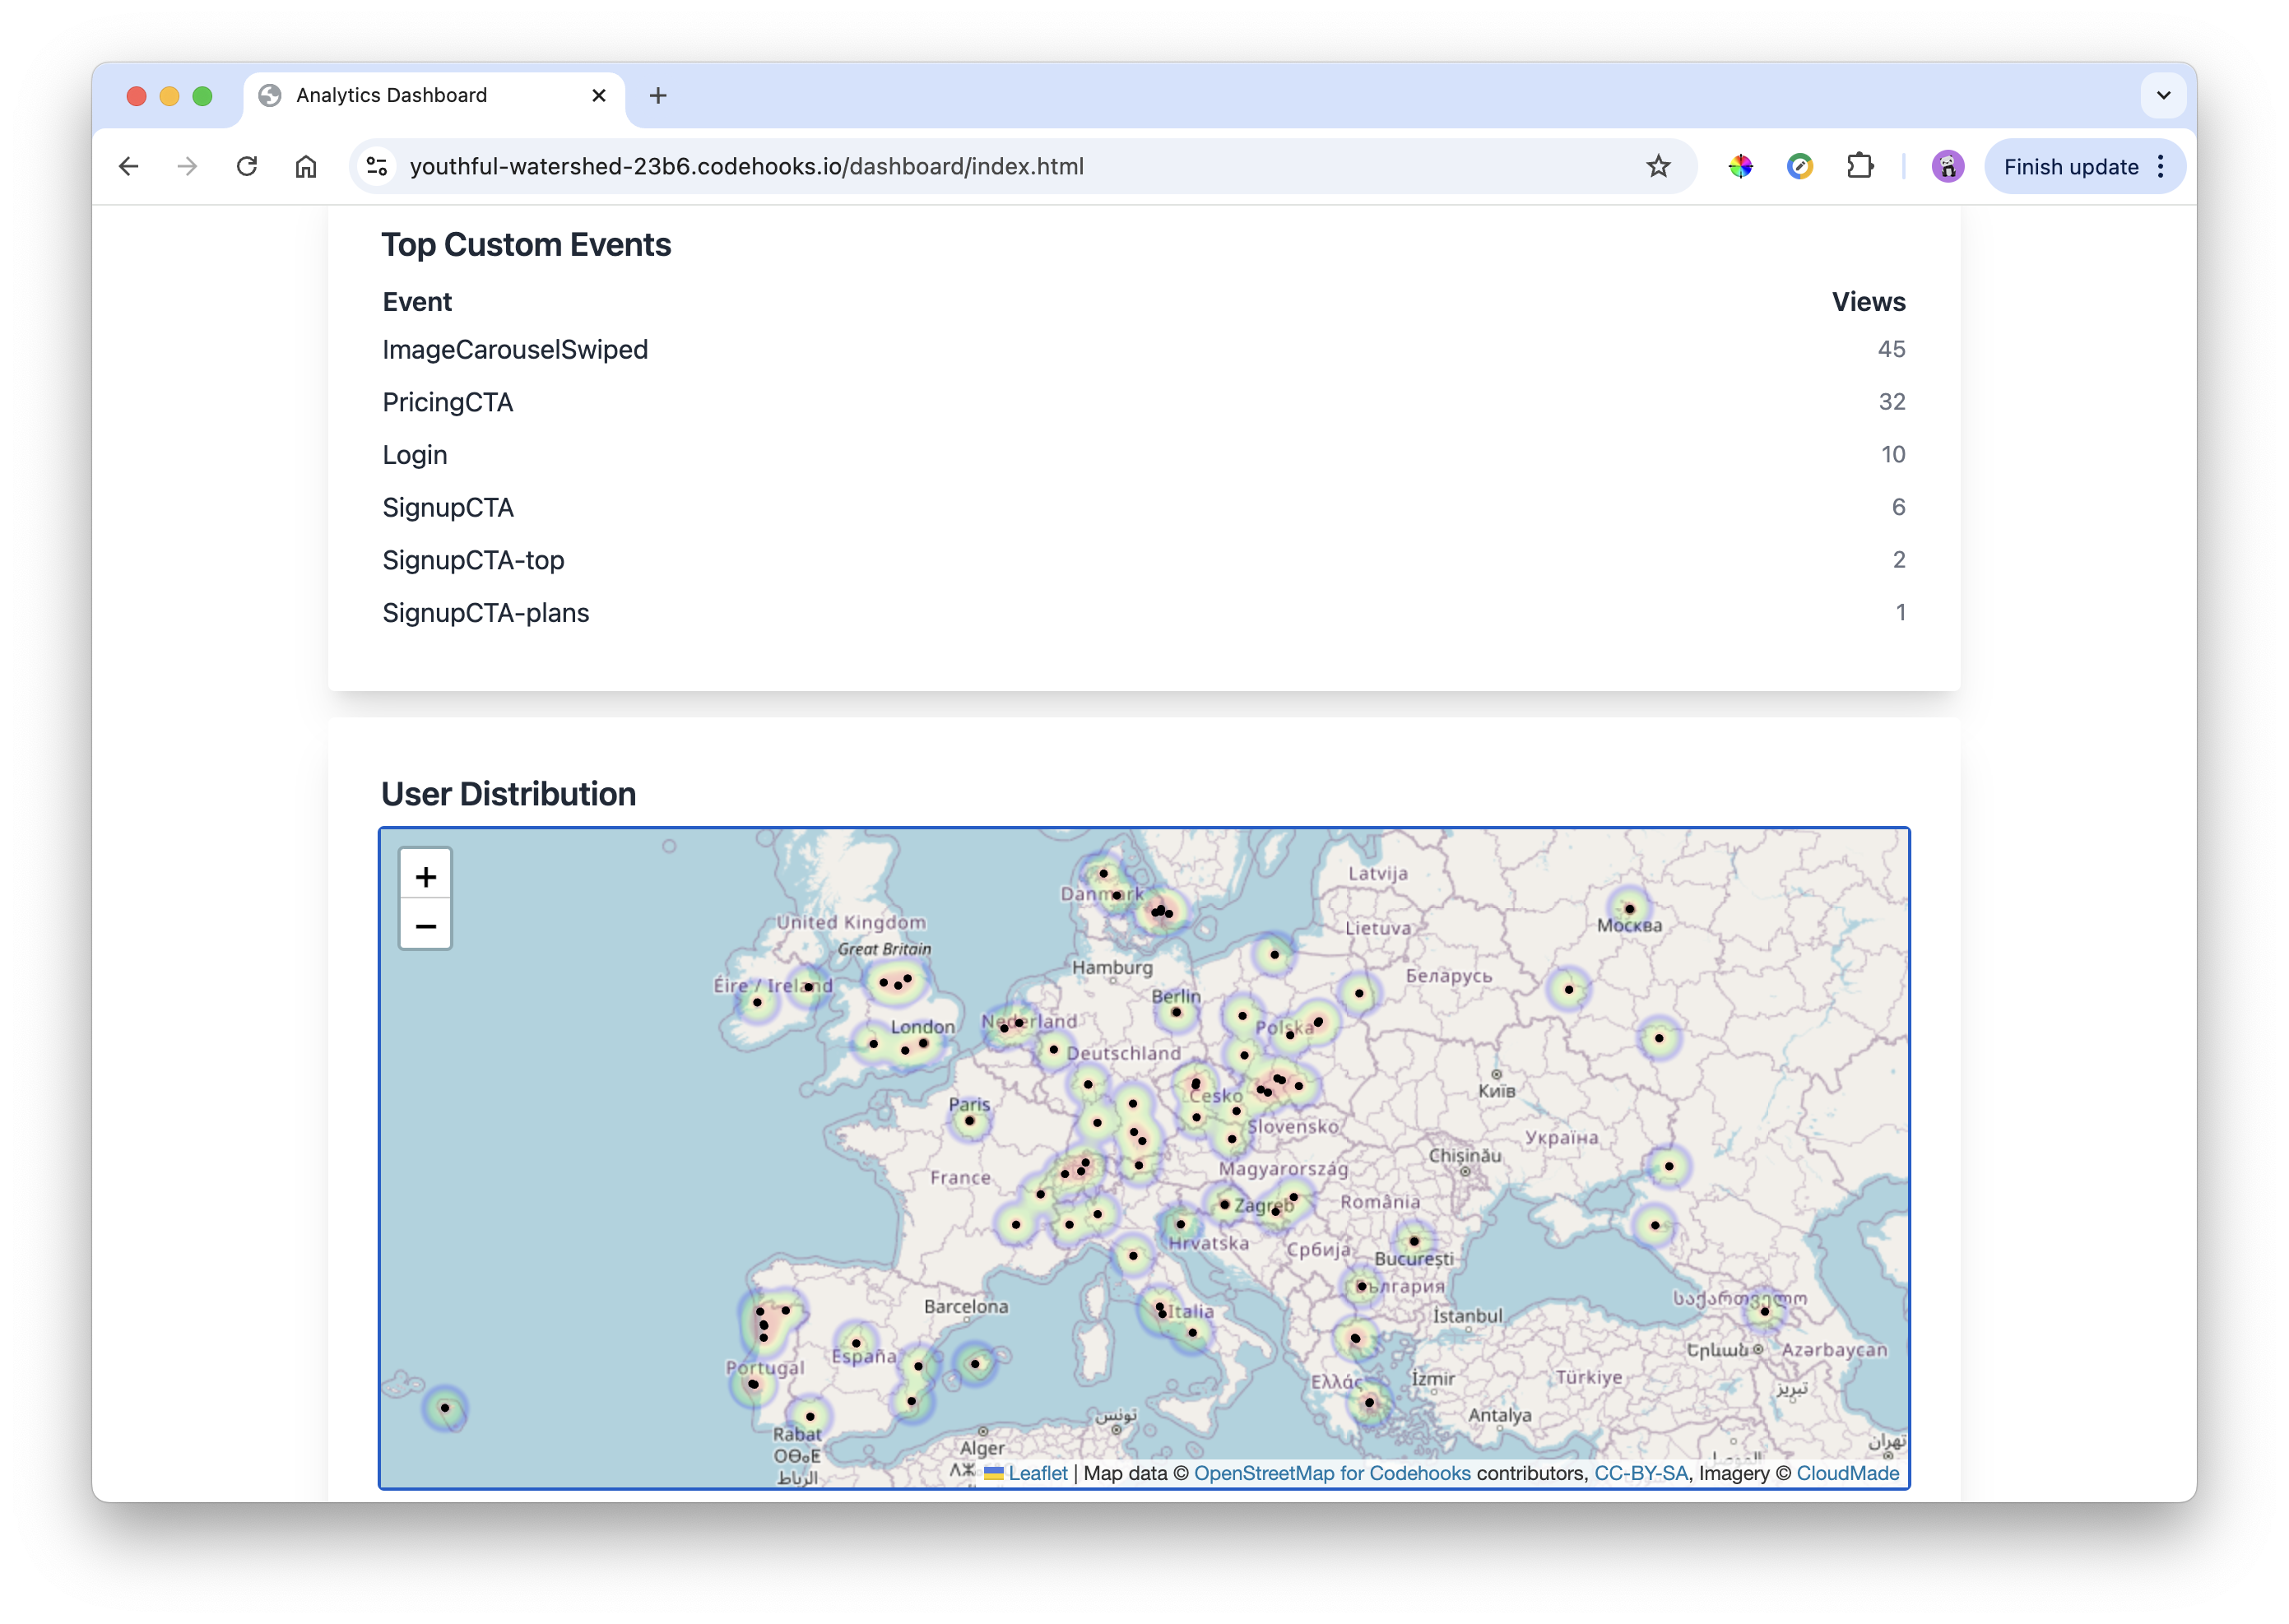 Analytics Dashboard
youthful-watershed-23b6.codehooks.io/dashboard/index.html
Finish update
Top Custom Events
Event Views
ImageCarouselSwiped 45
PricingCTA 32
Login 10
SignupCTA 6
SignupCTA-top 2
SignupCTA-plans 1
User Distribution
+
−
Latvija
Danmark
United Kingdom
Москва
Lietuva
Great Britain
Hamburg
Беларусь
Éire / Ireland
Berlin
London
Nederland
Polska
Deutschland
Київ
Česko
Paris
Slovensko
Україна
Chișinău
Magyarország
France
România
Zagreb
Hrvatska
Србија
București
საქართველო
Barcelona
Italia
İstanbul
Երևան
Azərbaycan
España
Portugal
Ελλάς
İzmir
Türkiye
تبریز
تونس
Antalya
Rabat
ⵔⴱⴰⵟ
الرباط
Alger
تهران
Leaflet | Map data © OpenStreetMap for Codehooks contributors, CC-BY-SA, Imagery © CloudMade